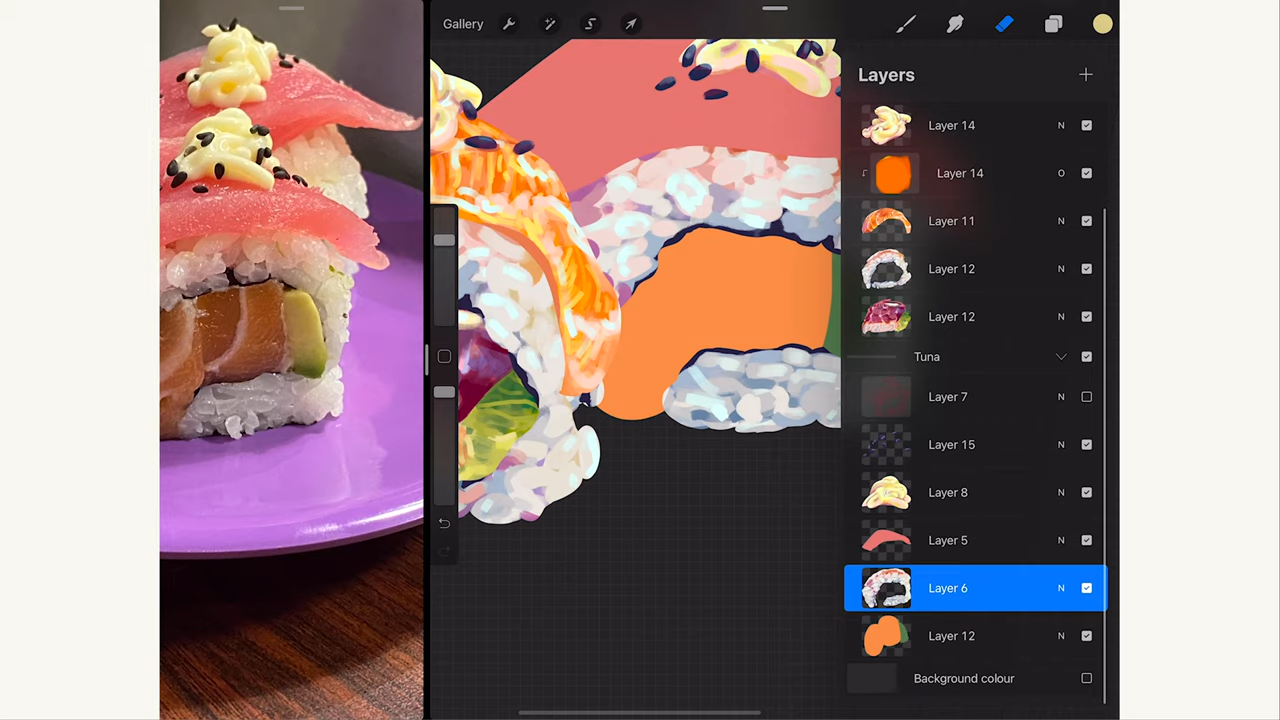 Gallery
Layers
Layer 14 N
Layer 14 O
Layer 11 N
Layer 12 N
Layer 12 N
Tuna
Layer 7 N
Layer 15 N
Layer 8 N
Layer 5 N
Layer 6 N
Layer 12 N
Background colour